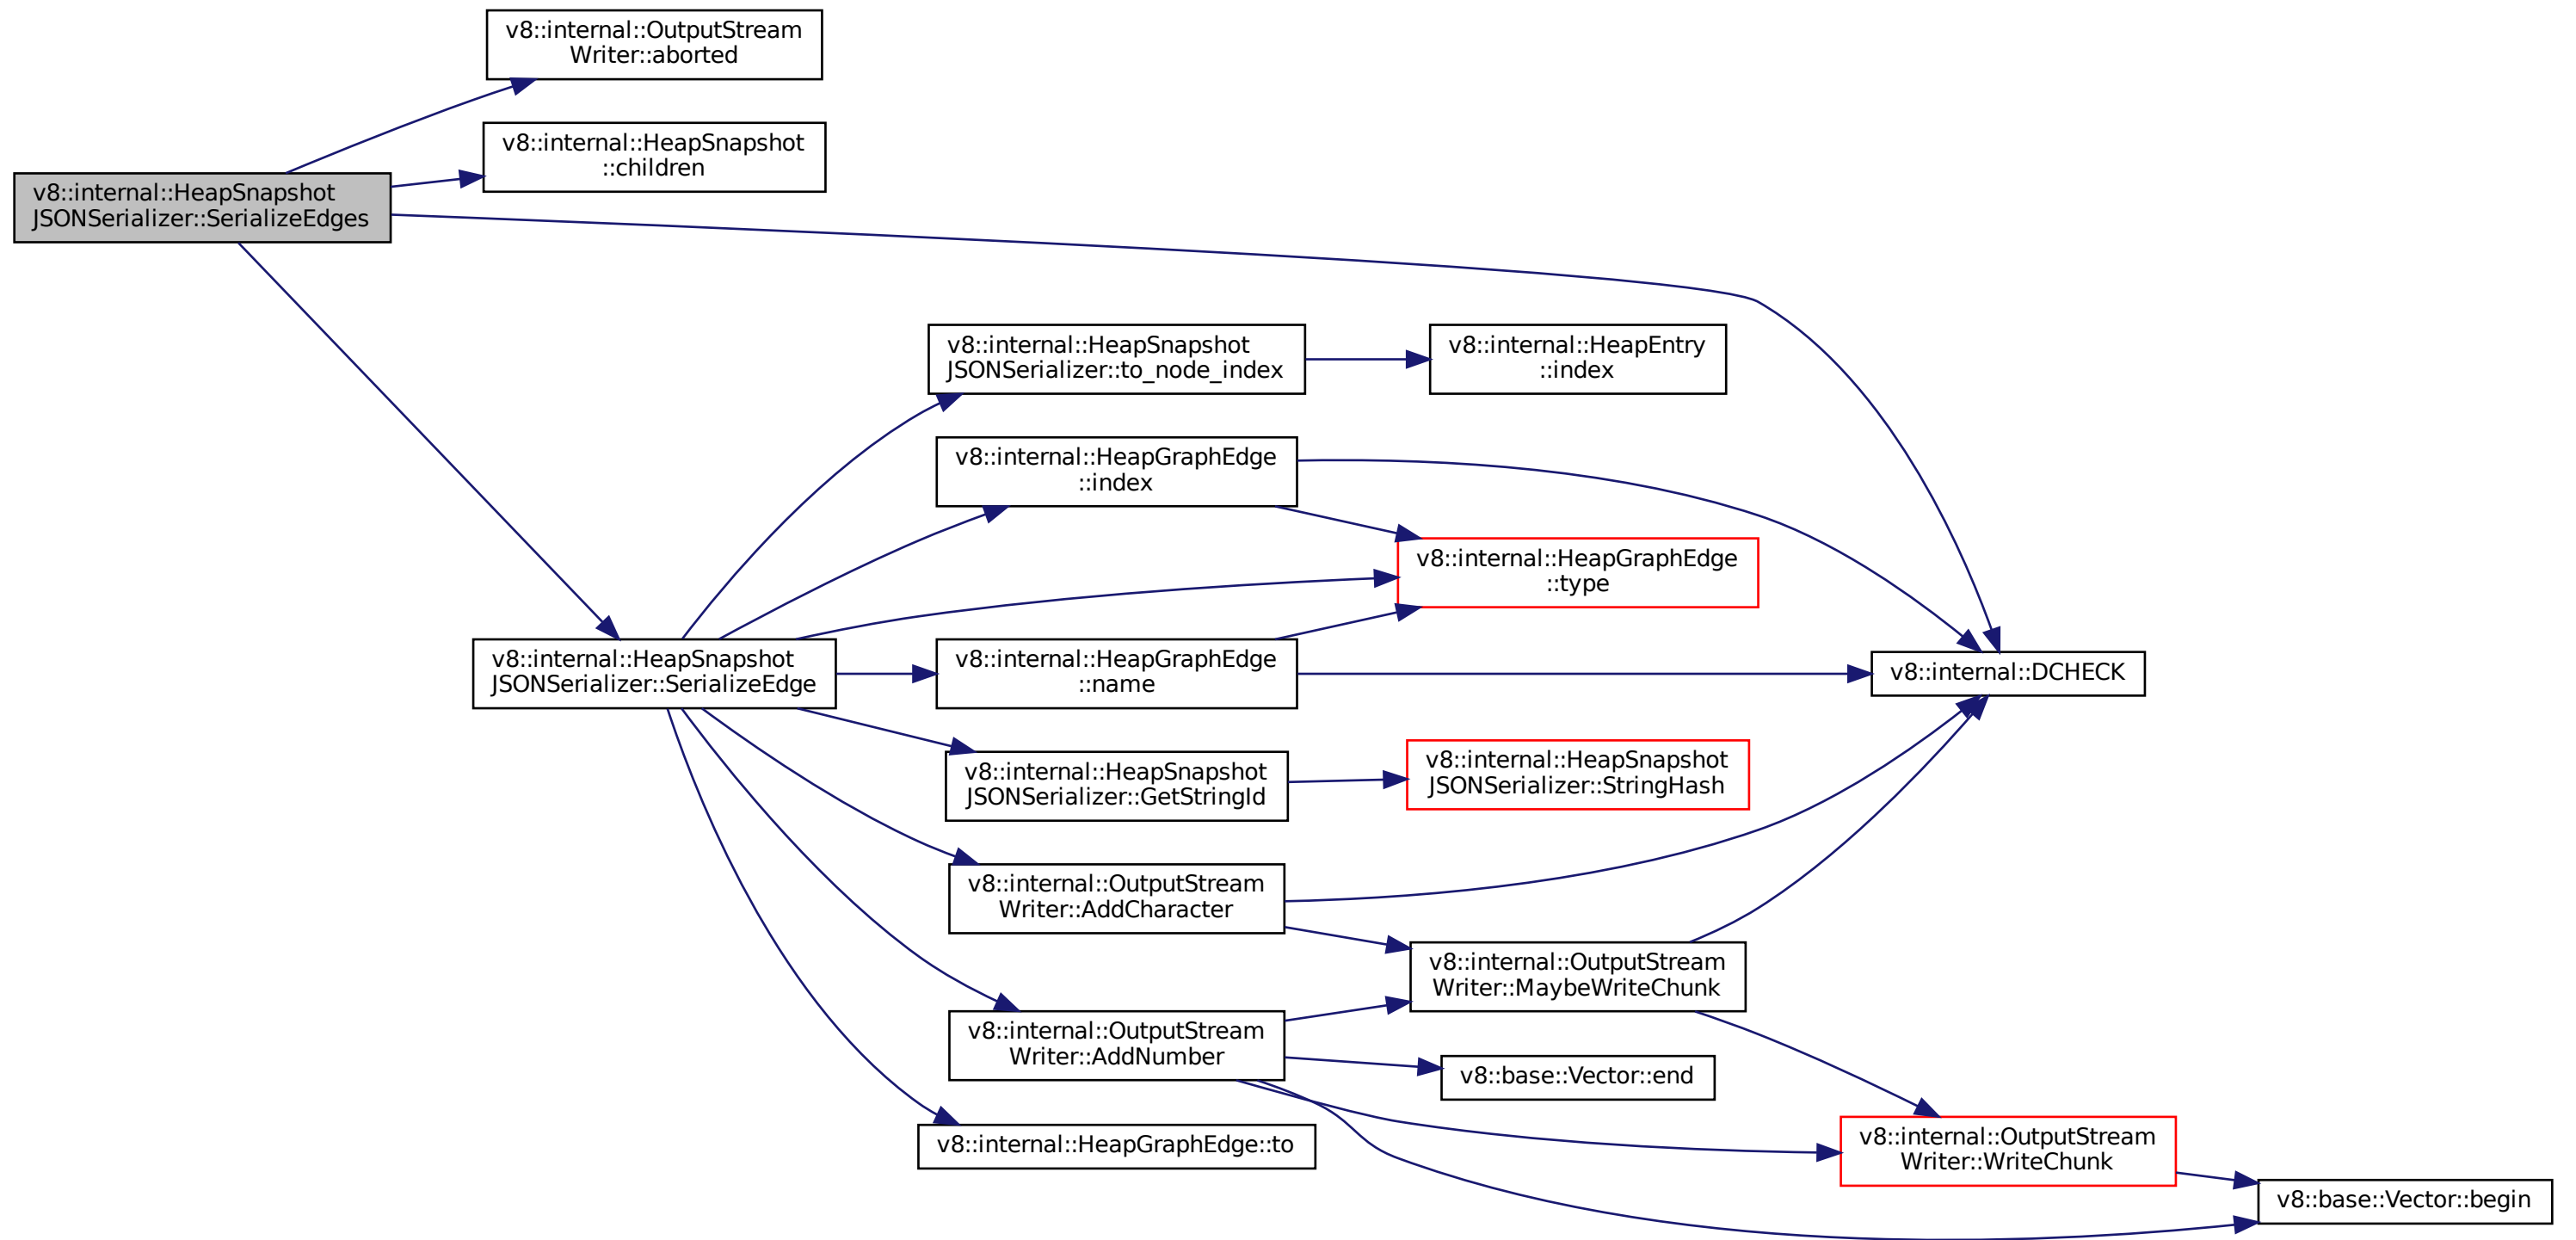 v8::internal::OutputStream
Writer::aborted
v8::internal::HeapSnapshot
::children
v8::internal::HeapSnapshot
JSONSerializer::SerializeEdges
v8::internal::HeapSnapshot
JSONSerializer::to_node_index
v8::internal::HeapEntry
::index
v8::internal::HeapGraphEdge
::index
v8::internal::HeapGraphEdge
::type
v8::internal::HeapSnapshot
JSONSerializer::SerializeEdge
v8::internal::HeapGraphEdge
::name
v8::internal::DCHECK
v8::internal::HeapSnapshot
JSONSerializer::GetStringId
v8::internal::HeapSnapshot
JSONSerializer::StringHash
v8::internal::OutputStream
Writer::AddCharacter
v8::internal::OutputStream
Writer::MaybeWriteChunk
v8::internal::OutputStream
Writer::AddNumber
v8::base::Vector::end
v8::internal::HeapGraphEdge::to
v8::internal::OutputStream
Writer::WriteChunk
v8::base::Vector::begin